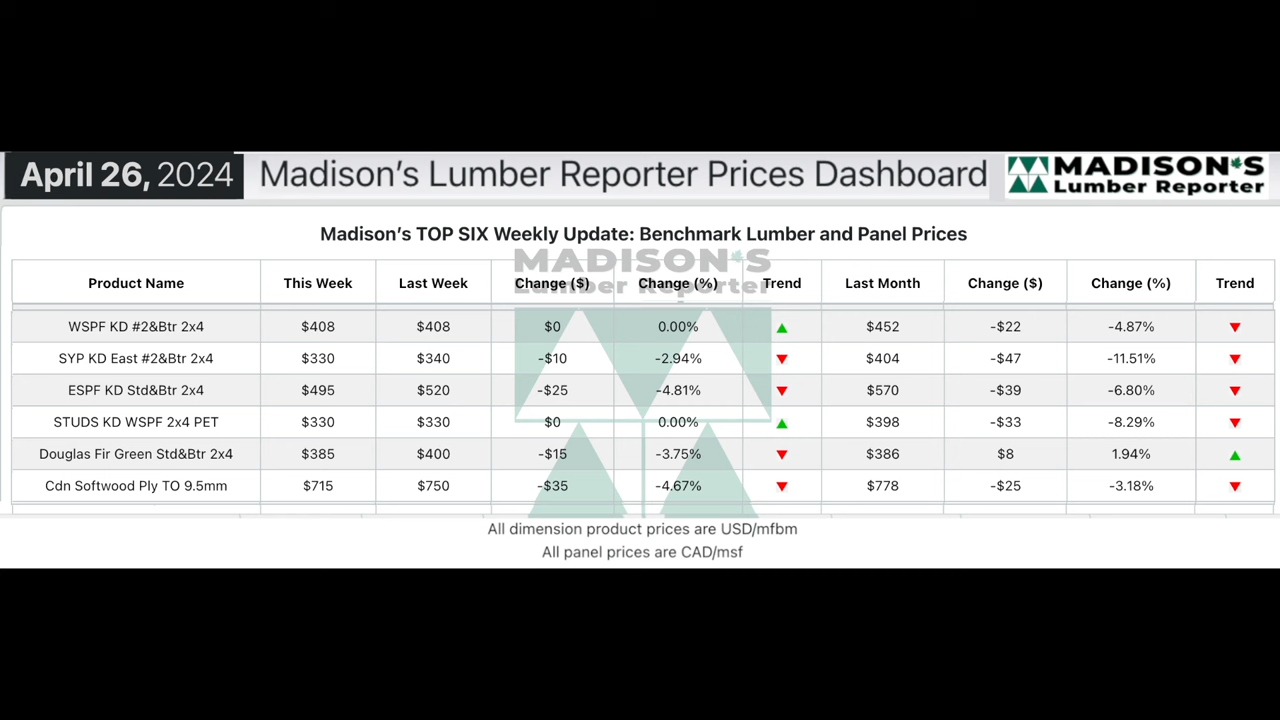 April 26, 2024 Madison's Lumber Reporter Prices Dashboard MADISON'S
Lumber Reporter
Madison's TOP SIX Weekly Update: Benchmark Lumber and Panel Prices
MADISON'S
Lumber Reporter
Product Name This Week Last Week Change ($) Change (%) Trend Last Month Change ($) Change (%) Trend
WSPF KD #2&Btr 2x4 $408 $408 $0 0.00% ▲ $452 -$22 -4.87% ▼
SYP KD East #2&Btr 2x4 $330 $340 -$10 -2.94% ▼ $404 -$47 -11.51% ▼
ESPF KD Std&Btr 2x4 $495 $520 -$25 -4.81% ▼ $570 -$39 -6.80% ▼
STUDS KD WSPF 2x4 PET $330 $330 $0 0.00% ▲ $398 -$33 -8.29% ▼
Douglas Fir Green Std&Btr 2x4 $385 $400 -$15 -3.75% ▼ $386 $8 1.94% ▲
Cdn Softwood Ply TO 9.5mm $715 $750 -$35 -4.67% ▼ $778 -$25 -3.18% ▼
All dimension product prices are USD/mfbm
All panel prices are CAD/msf